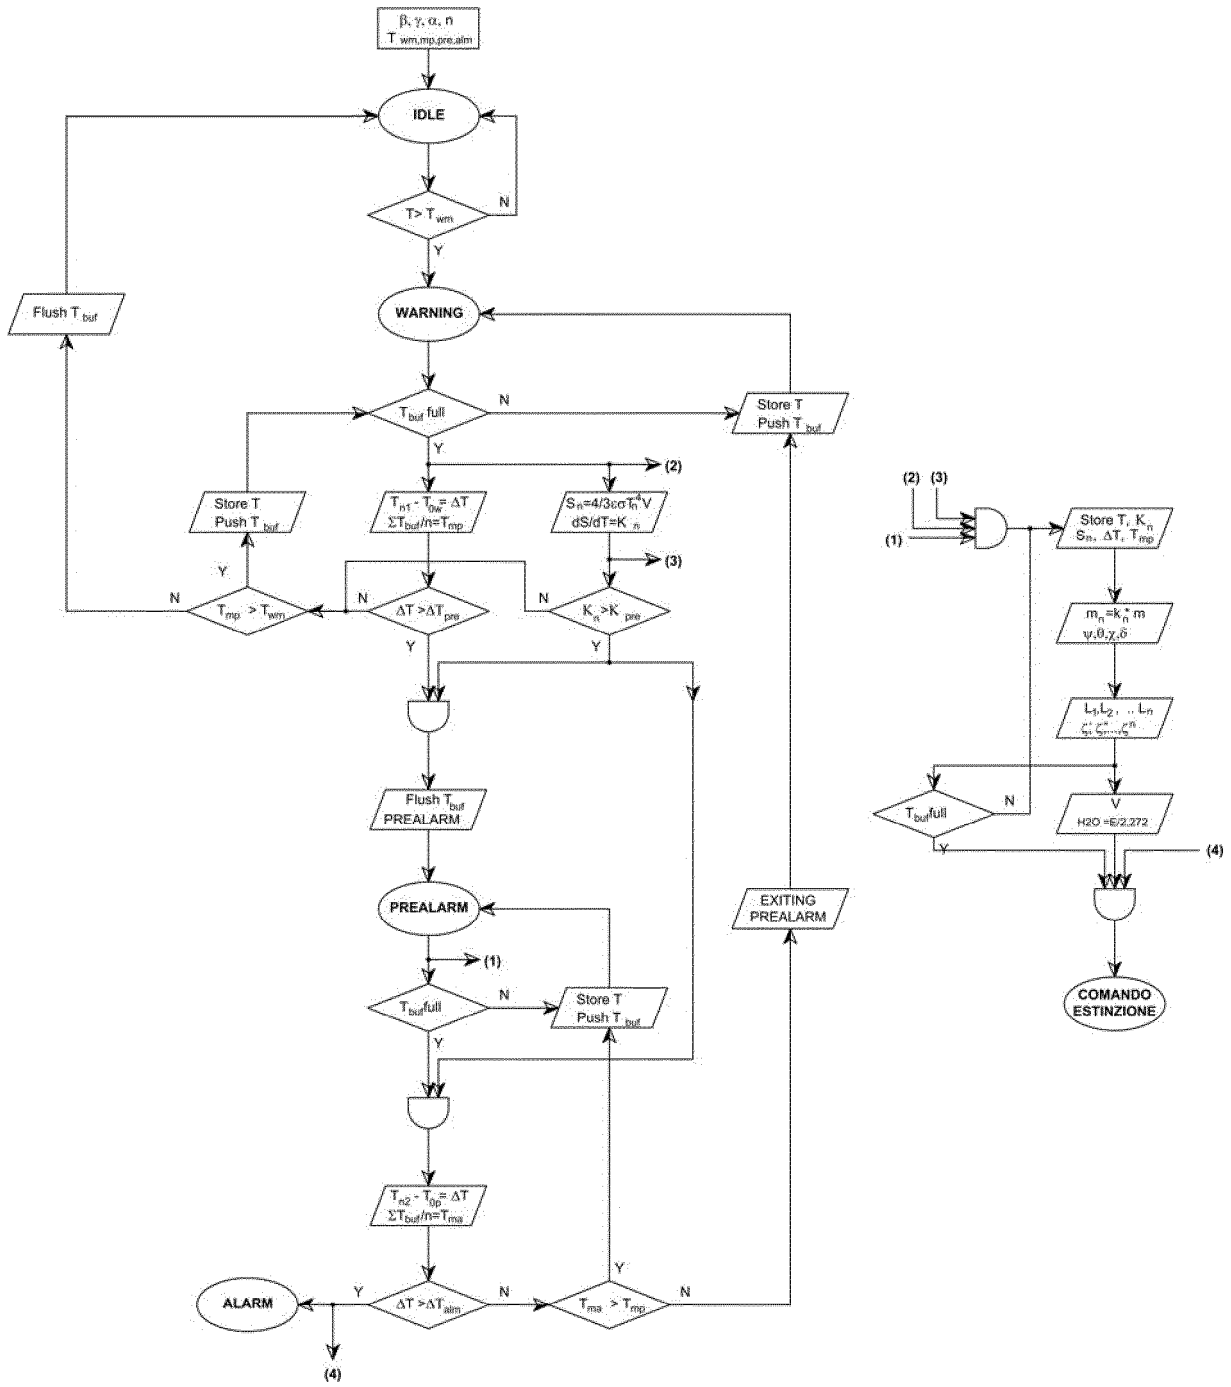 β, γ, α, n
T wrn,mp,pre,alm
IDLE
T> T wrn
N
Y
Flush T buf
WARNING
T buf full
N
Y
Store T
Push T buf
(2)
Store T
Push T buf
T n1 - T 0w = ΔT
ΣT buf /n=T mp
S n =4/3εσT n ^4 V
dS/dT=K n
(3)
Y
N
T mp > T wrn
N
ΔT >ΔT pre
N
K n >K pre
Y
Y
Flush T buf
PREALARM
PREALARM
(1)
T buf full
N
Y
Store T
Push T buf
EXITING
PREALARM
T n2 - T 0p = ΔT
ΣT buf /n=T ma
ALARM
Y
ΔT >ΔT alm
N
Y
T ma > T mp
N
(4)
(2) (3)
(1)
Store T, K n
S n , ΔT, T mp
m n =k n * m
ψ,θ,χ,δ
L 1 ,L 2 , .. L n
T buf full
N
Y
V
H2O =E/2.272
(4)
COMANDO
ESTINZIONE